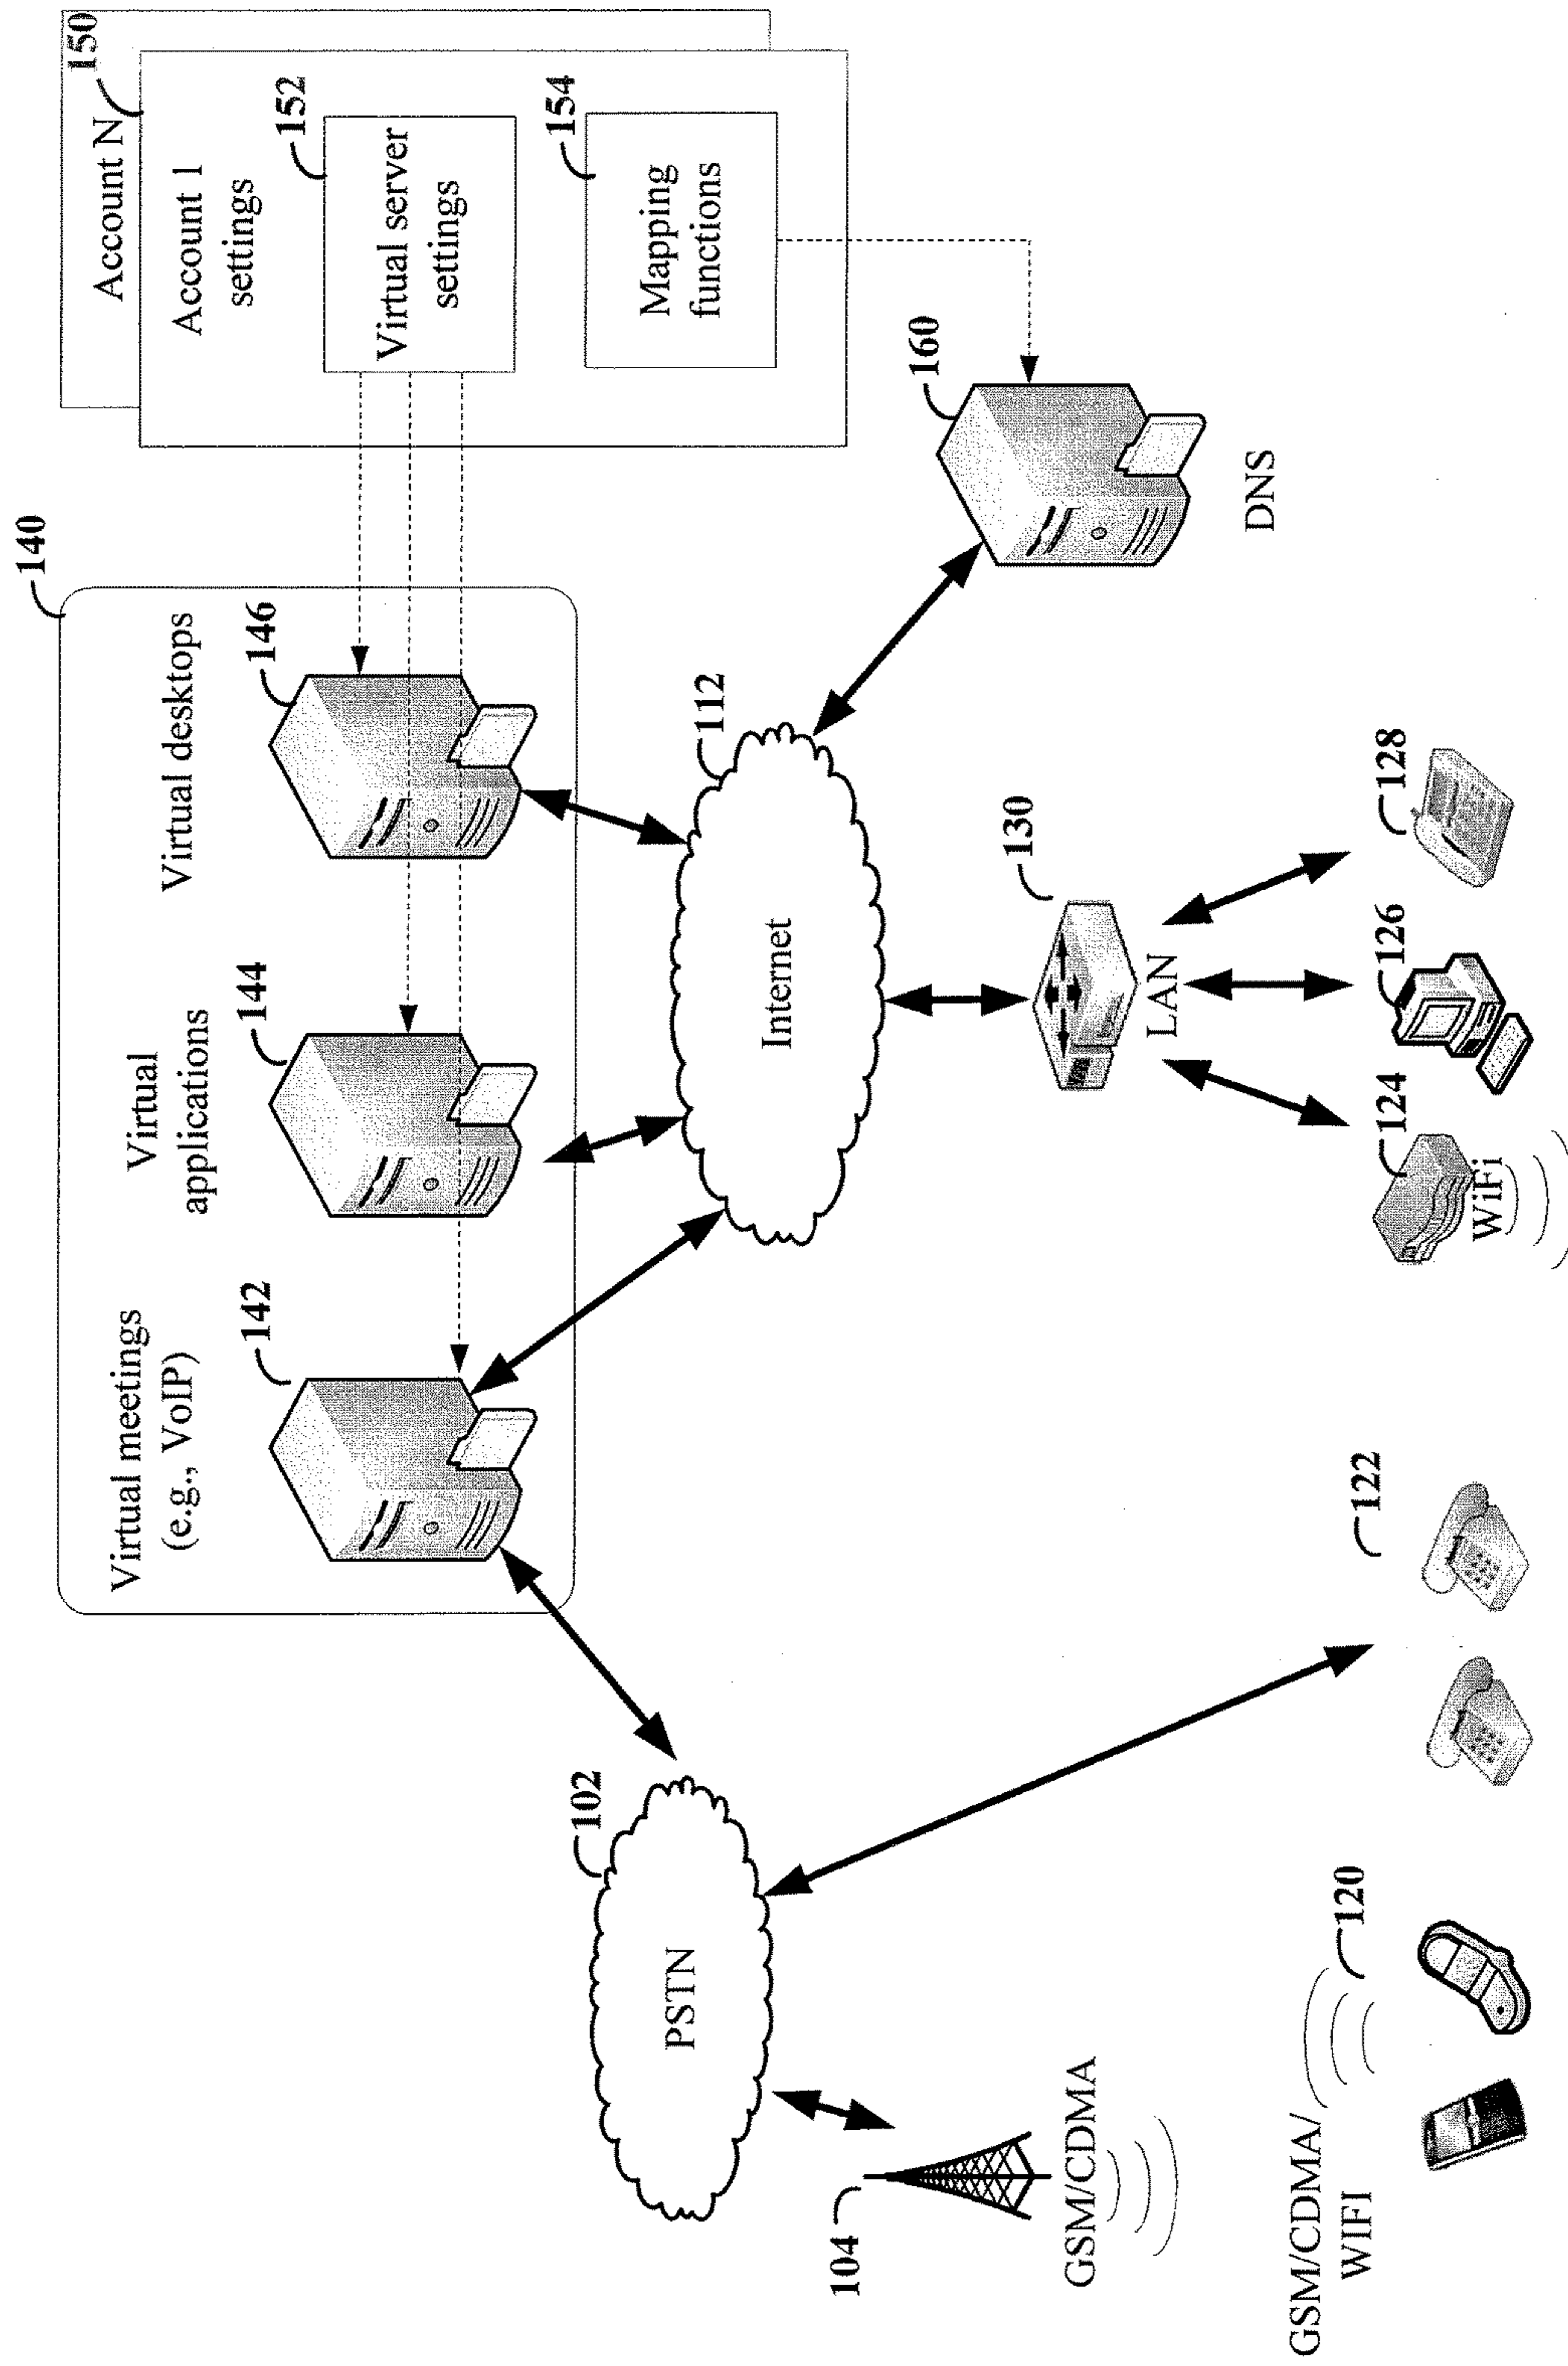 140
Virtual meetings
(e.g., VoIP)
142
Virtual
applications
144
Virtual desktops
146
Account N
150
Account 1
settings
152
Virtual server
settings
154
Mapping
functions
102
PSTN
112
Internet
160
DNS
104
GSM/CDMA
130
LAN
GSM/CDMA/
WIFI
120
122
124
WiFi
126
128